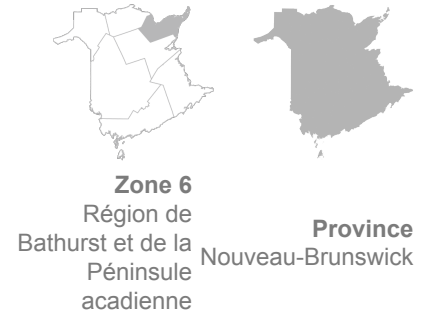 Zone 6
Région de
Bathurst et de la
Péninsule
acadienne
Province
Nouveau-Brunswick